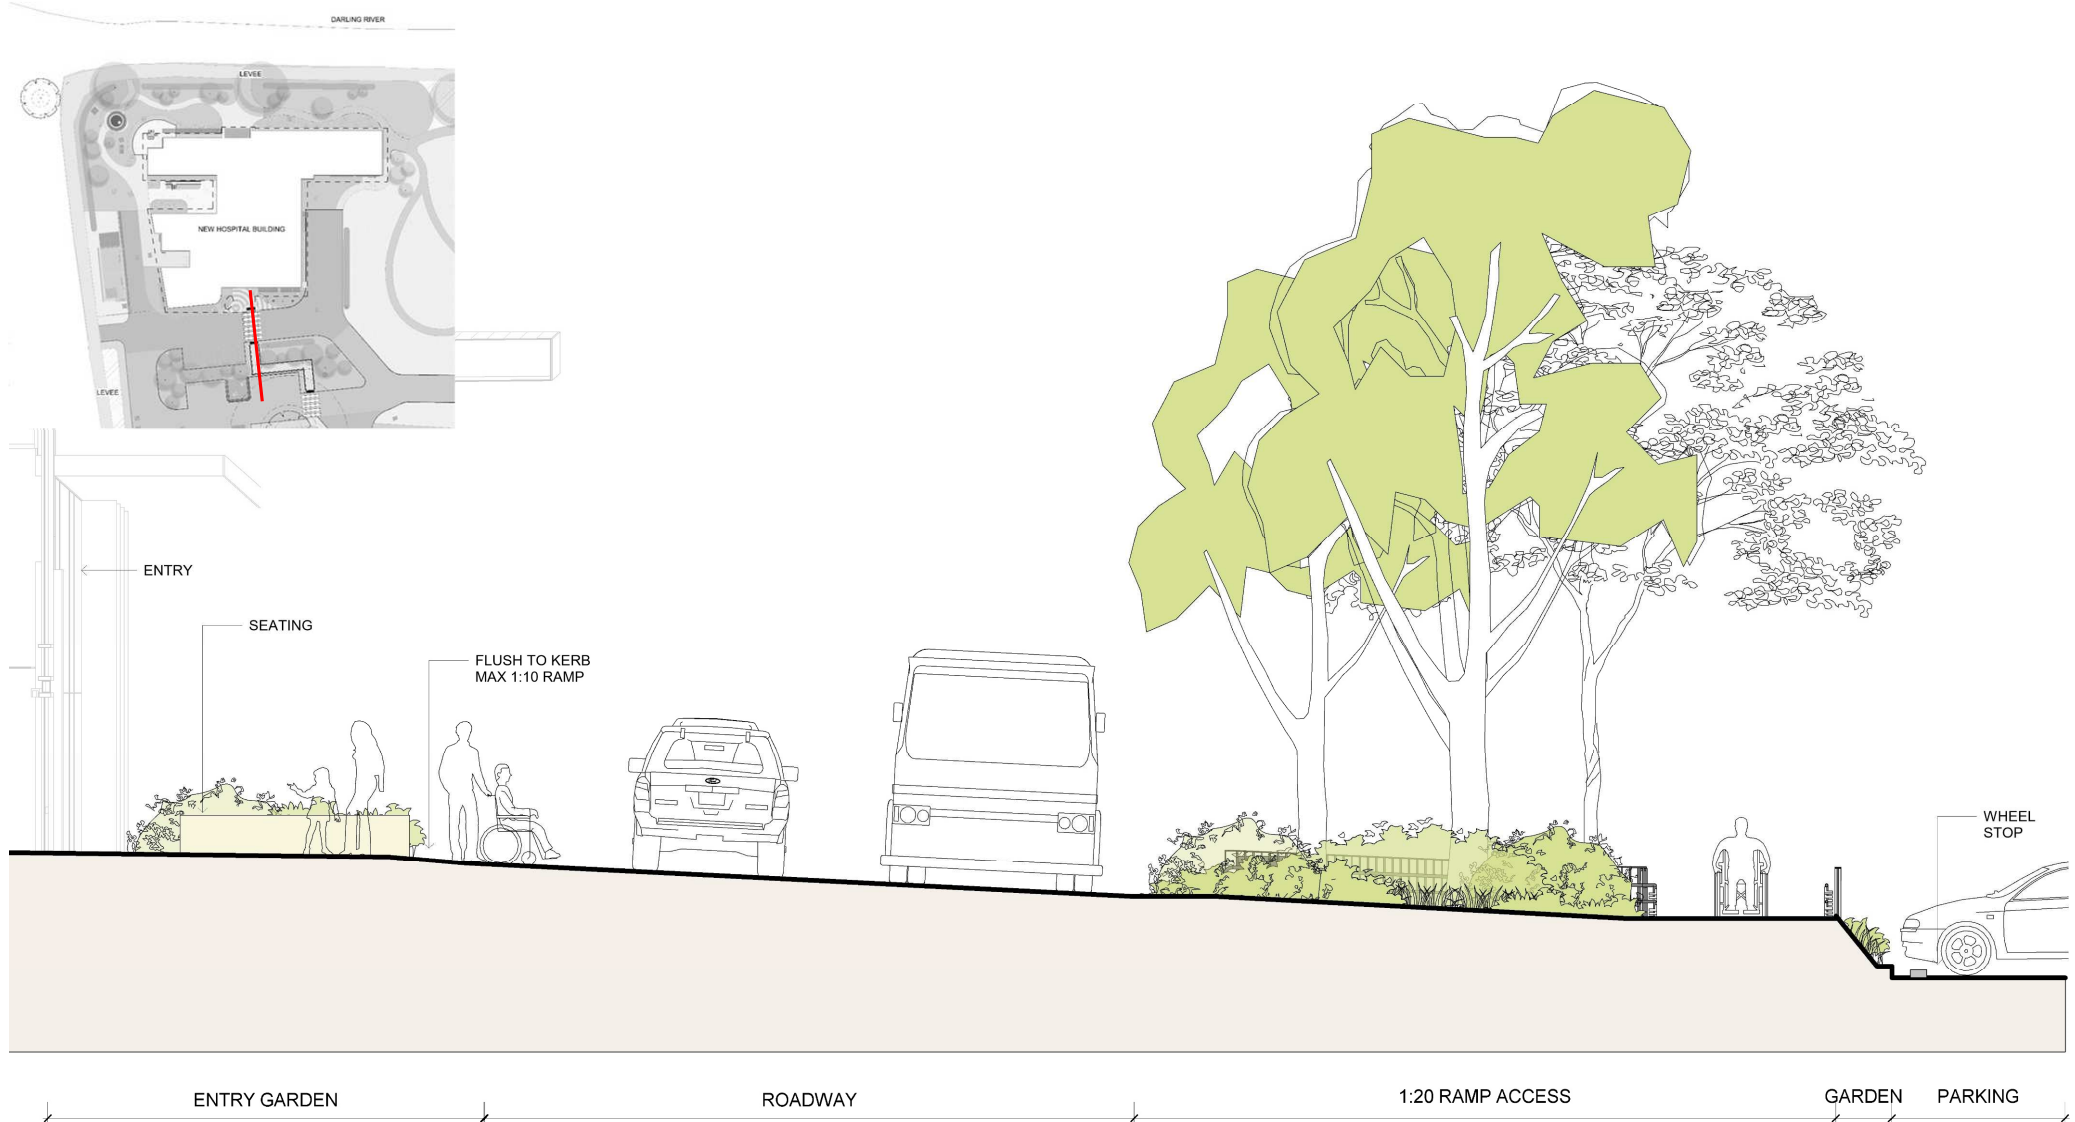 DARLING RIVER
LEVEE
NEW HOSPITAL BUILDING
LEVEE
ENTRY
SEATING
FLUSH TO KERB
MAX 1:10 RAMP
WHEEL
STOP
ENTRY GARDEN
ROADWAY
1:20 RAMP ACCESS
GARDEN
PARKING